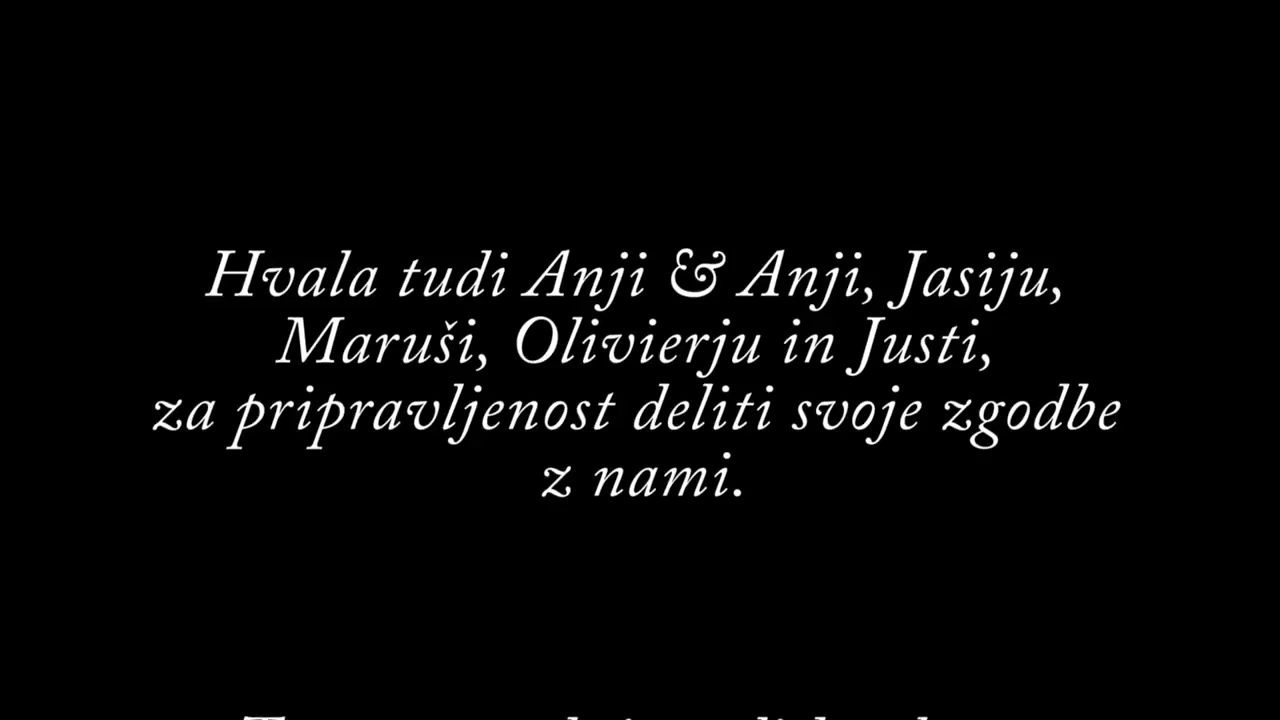 Hvala tudi Anji & Anji, Jasiju,
Maruši, Olivierju in Justi,
za pripravljenost deliti svoje zgodbe
z nami.